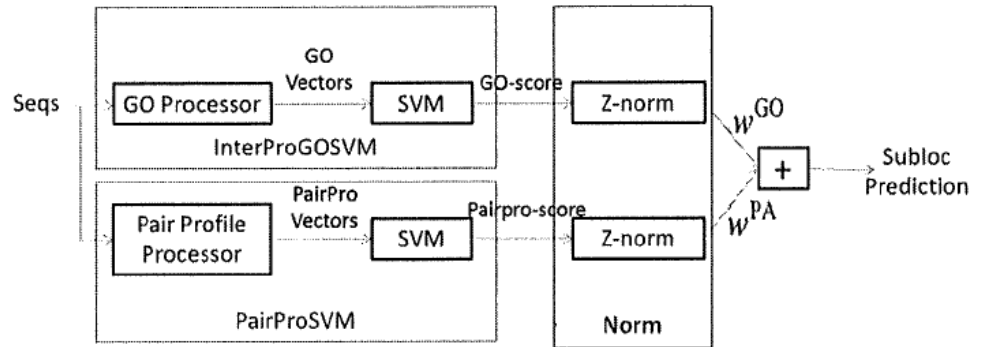 Seqs
GO Processor
GO
Vectors
SVM
GO-score
InterProGOSVM
Z-norm
w^GO
Pair Profile
Processor
PairPro
Vectors
SVM
Pairpro-score
PairProSVM
Z-norm
w^PA
Norm
+
Subloc
Prediction